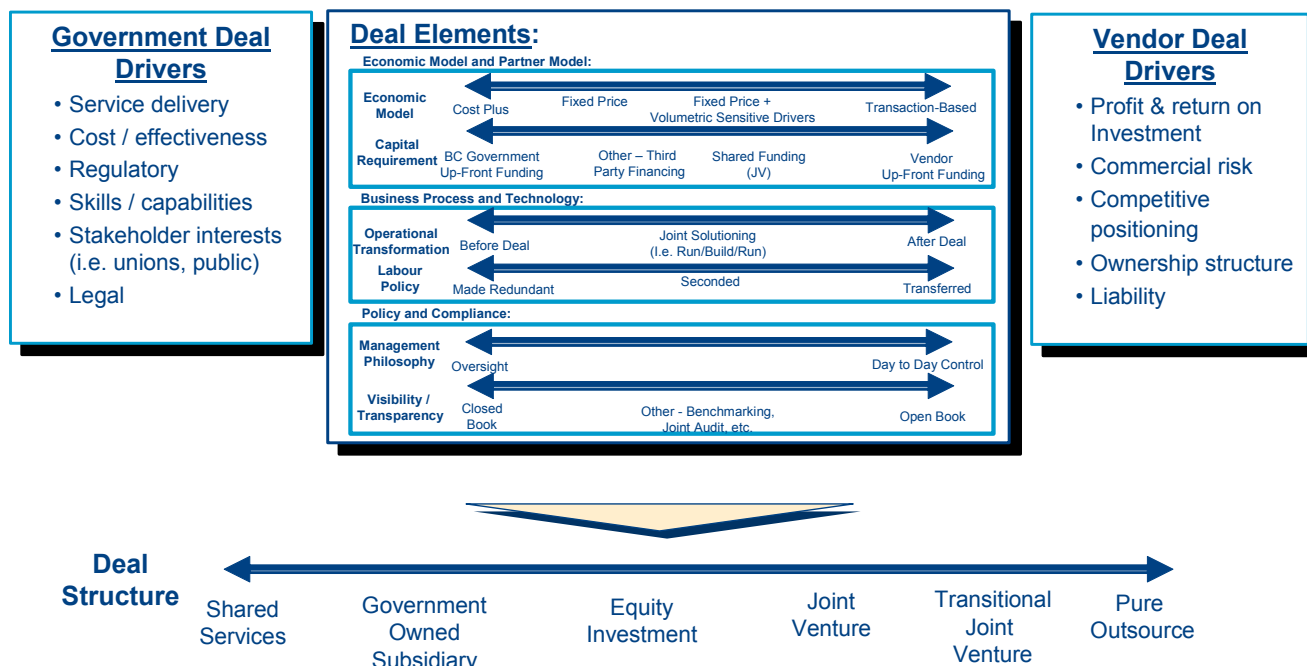 Government Deal
Drivers
• Service delivery
• Cost / effectiveness
• Regulatory
• Skills / capabilities
• Stakeholder interests
(i.e. unions, public)
• Legal
Deal Elements:
Economic Model and Partner Model:
Economic
Model
Cost Plus
Fixed Price
Fixed Price +
Volumetric Sensitive Drivers
Transaction-Based
Capital
Requirement
BC Government
Up-Front Funding
Other – Third
Party Financing
Shared Funding
(JV)
Vendor
Up-Front Funding
Business Process and Technology:
Operational
Transformation
Before Deal
Joint Solutioning
(I.e. Run/Build/Run)
After Deal
Labour
Policy
Made Redundant
Seconded
Transferred
Policy and Compliance:
Management
Philosophy
Oversight
Day to Day Control
Visibility /
Transparency
Closed
Book
Other - Benchmarking,
Joint Audit, etc.
Open Book
Vendor Deal
Drivers
• Profit & return on
Investment
• Commercial risk
• Competitive
positioning
• Ownership structure
• Liability
Deal
Structure
Shared
Services
Government
Owned
Subsidiary
Equity
Investment
Joint
Venture
Transitional
Joint
Venture
Pure
Outsource